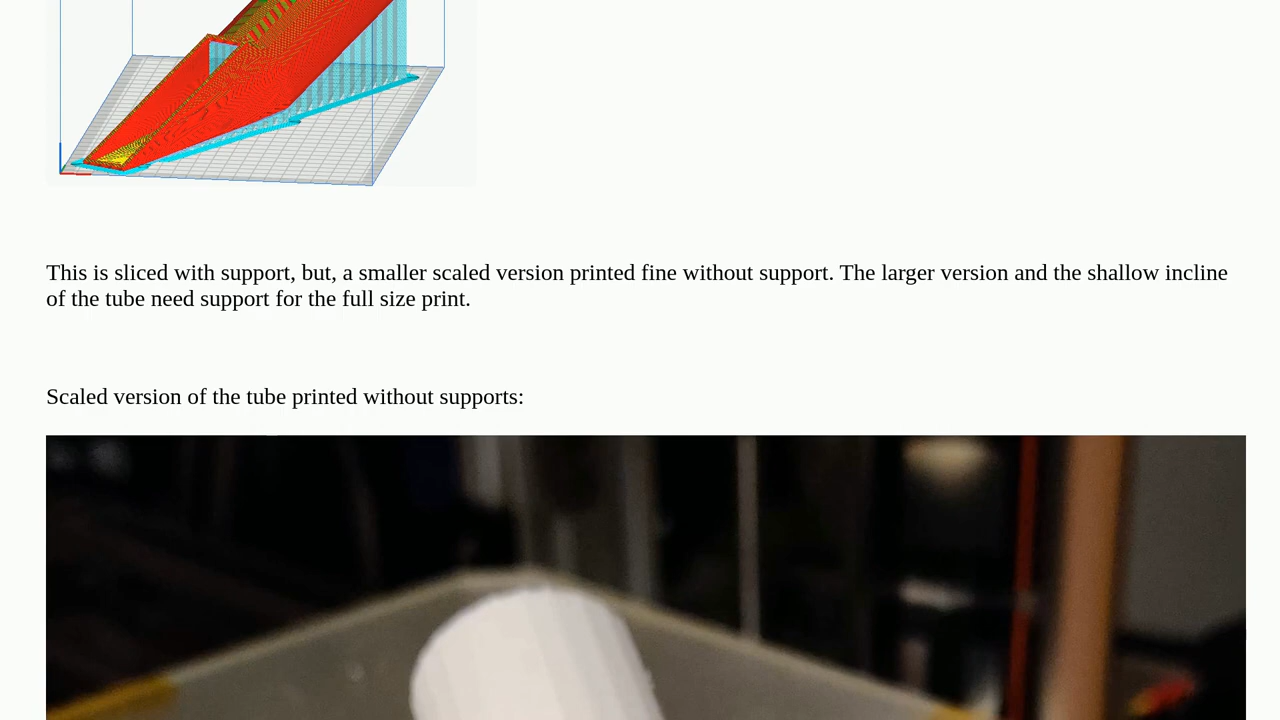 This is sliced with support, but, a smaller scaled version printed fine without support. The larger version and the shallow incline
of the tube need support for the full size print.
Scaled version of the tube printed without supports: